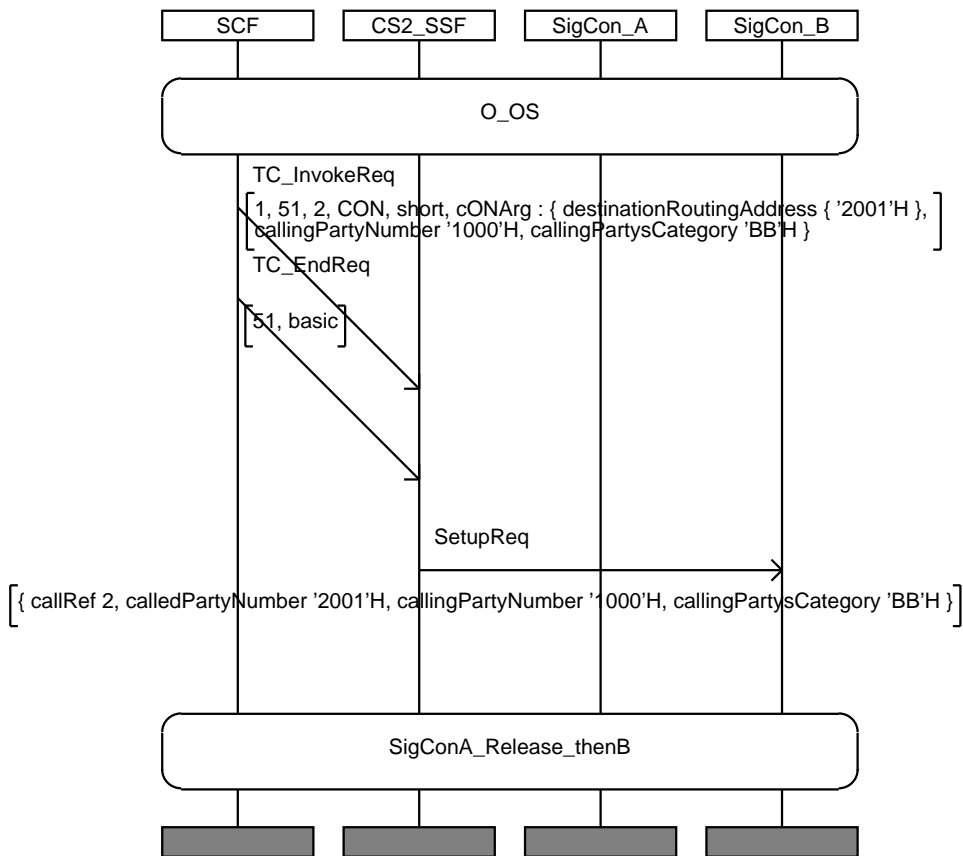 SCF
CS2_SSF
SigCon_A
SigCon_B
O_OS
TC_InvokeReq
1, 51, 2, CON, short, cONArg : { destinationRoutingAddress { ’2001’H },
callingPartyNumber ’1000’H, callingPartysCategory ’BB’H }
TC_EndReq
51, basic
SetupReq
{ callRef 2, calledPartyNumber ’2001’H, callingPartyNumber ’1000’H, callingPartysCategory ’BB’H }
SigConA_Release_thenB